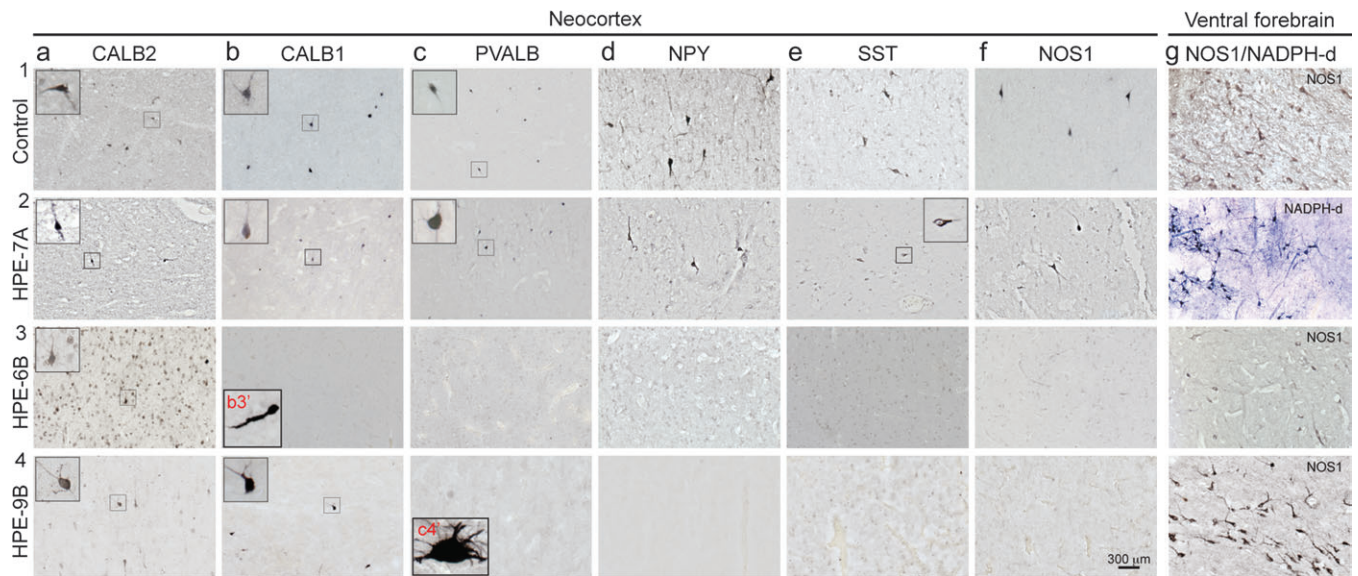 Neocortex Ventral forebrain
a CALB2 b CALB1 c PVALB d NPY e SST f NOS1 g NOS1/NADPH-d
1 Control NOS1
2 HPE-7A NADPH-d
3 HPE-6B b3' NOS1
4 HPE-9B c4' NOS1
300 µm